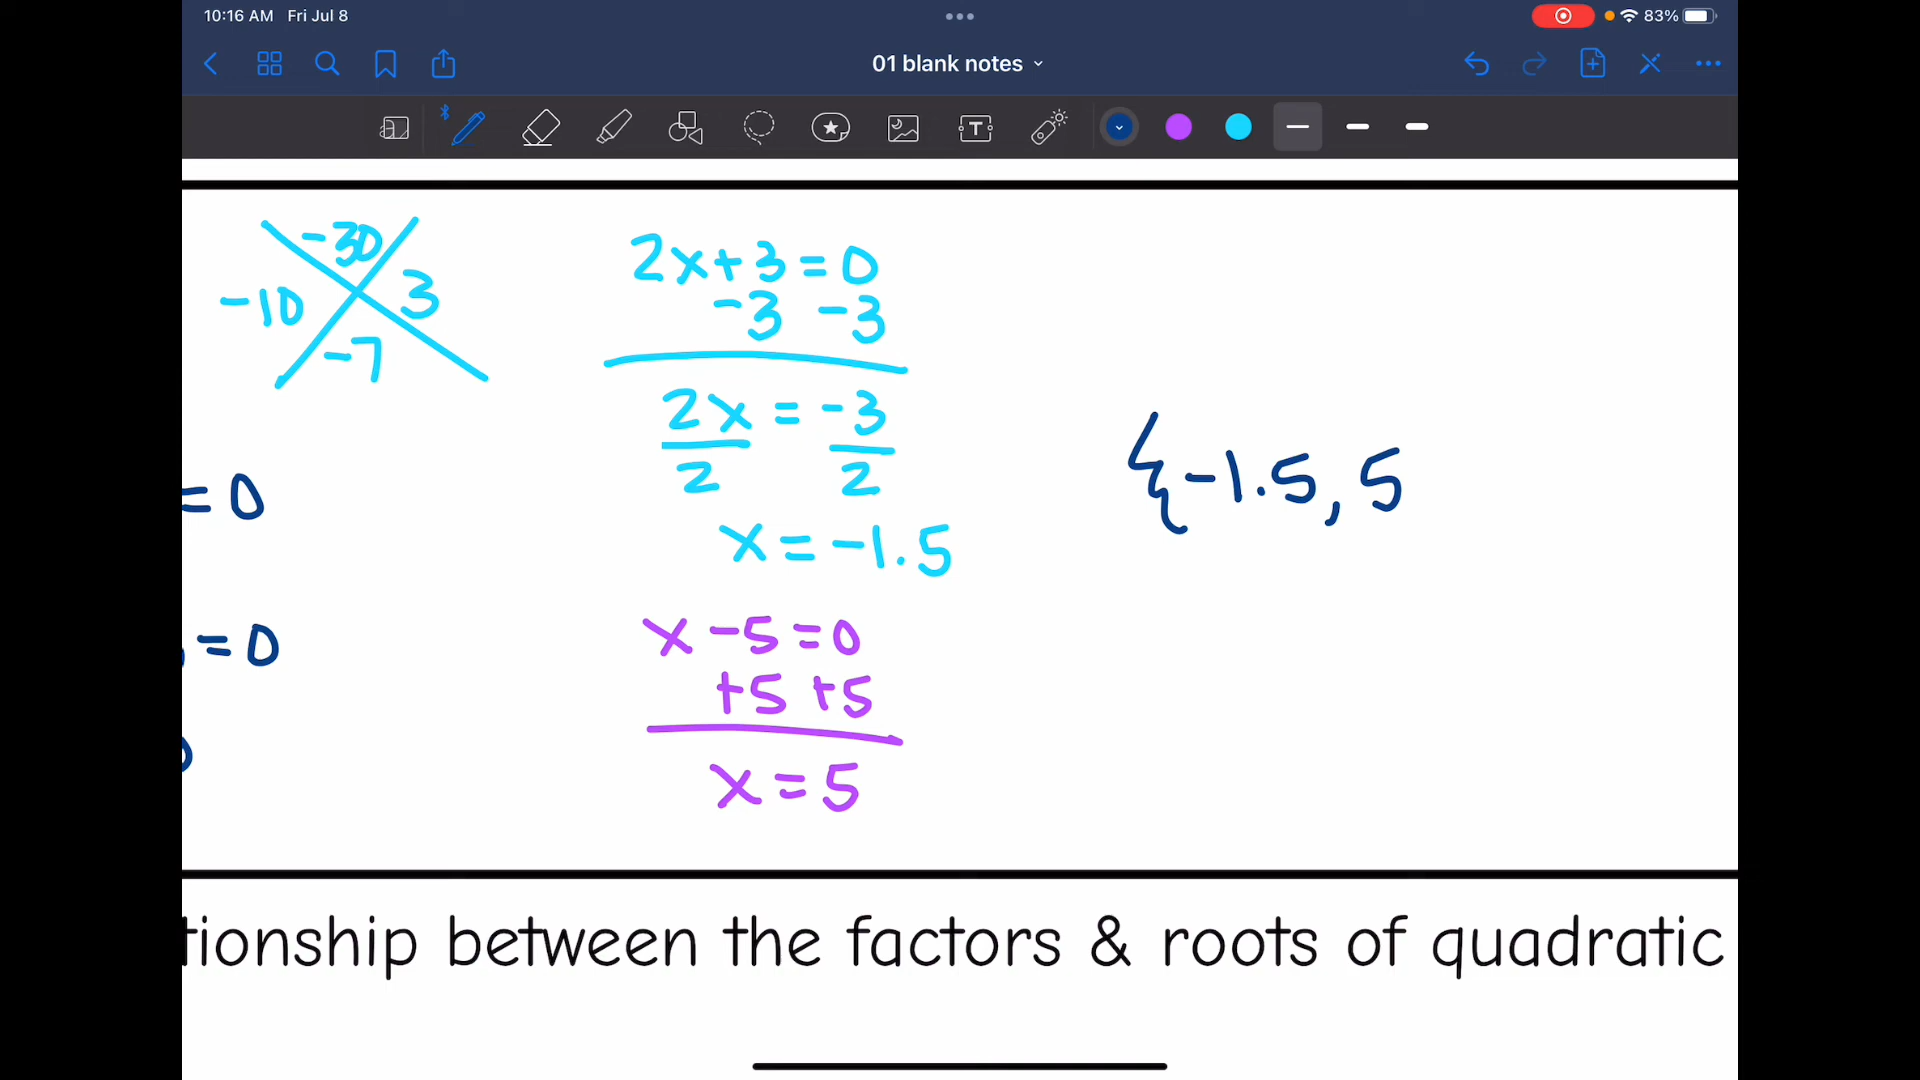 10:16 AM Fri Jul 8
83%
01 blank notes
-30
-10 3
-7
= 0
= 0
2x+3=0
-3 -3
2x = -3
2 2
x = -1.5
x -5=0
+5 +5
x = 5
{-1.5, 5
tionship between the factors & roots of quadratic